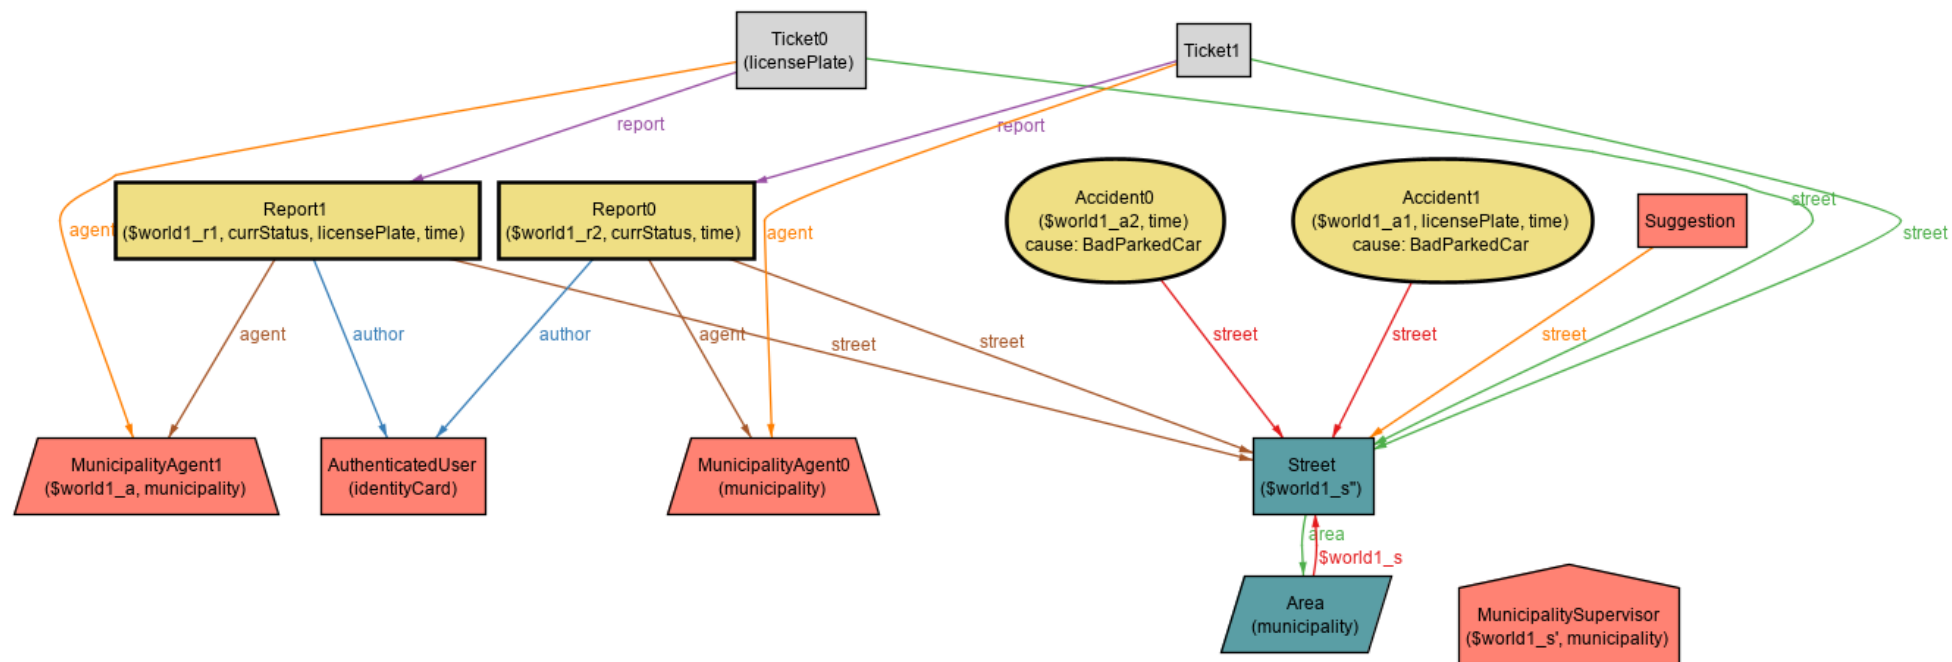 Ticket0
(licensePlate)
Ticket1
report
report
Report1
($world1_r1, currStatus, licensePlate, time)
Report0
($world1_r2, currStatus, time)
Accident0
($world1_a2, time)
cause: BadParkedCar
Accident1
($world1_a1, licensePlate, time)
cause: BadParkedCar
Suggestion
street
street
agent
agent
agent
author
author
agent
street
street
street
street
street
MunicipalityAgent1
($world1_a, municipality)
AuthenticatedUser
(identityCard)
MunicipalityAgent0
(municipality)
Street
($world1_s")
area
$world1_s
Area
(municipality)
MunicipalitySupervisor
($world1_s', municipality)